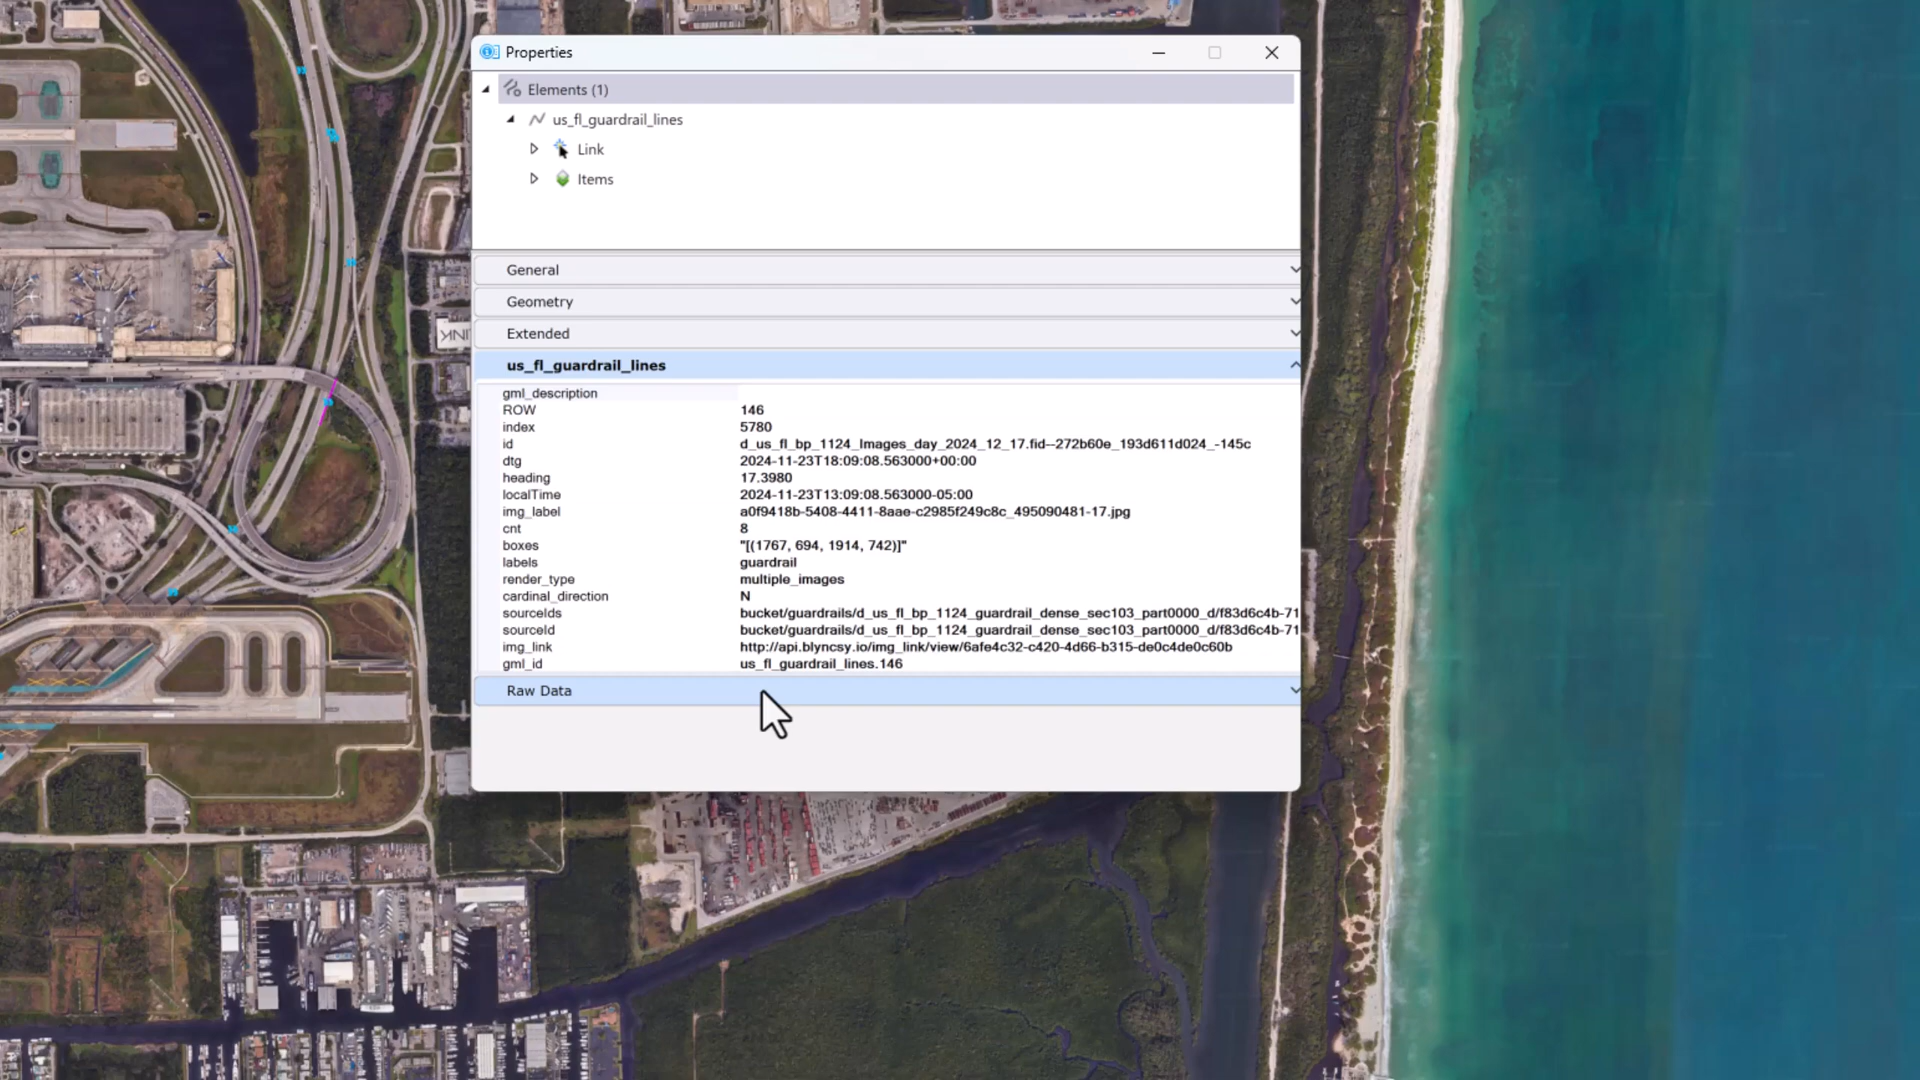 Properties
Elements (1)
us_fl_guardrail_lines
Link
Items
General
Geometry
Extended
us_fl_guardrail_lines
gml_description
ROW 146
index 5780
id d_us_fl_bp_1124_Images_day_2024_12_17.fid--272b60e_193d611d024_-145c
dtg 2024-11-23T18:09:08.563000+00:00
heading 17.3980
localTime 2024-11-23T13:09:08.563000-05:00
img_label a0f9418b-5408-4411-8aae-c2985f249c8c_495090481-17.jpg
cnt 8
boxes "[(1767, 694, 1914, 742)]"
labels guardrail
render_type multiple_images
cardinal_direction N
sourceIds bucket/guardrails/d_us_fl_bp_1124_guardrail_dense_sec103_part0000_d/f83d6c4b-71
sourceId bucket/guardrails/d_us_fl_bp_1124_guardrail_dense_sec103_part0000_d/f83d6c4b-71
img_link http://api.blyncsy.io/img_link/view/6afe4c32-c420-4d66-b315-de0c4de0c60b
gml_id us_fl_guardrail_lines.146
Raw Data